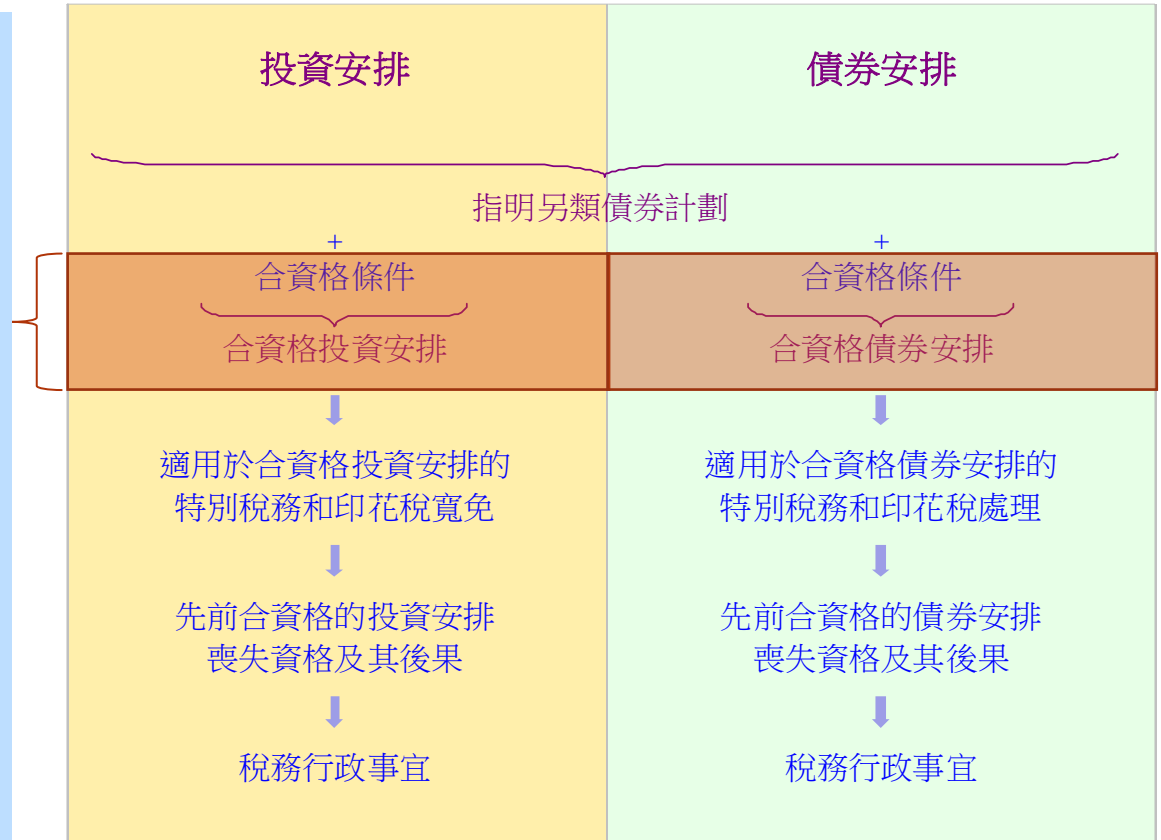 投資安排
債券安排
指明另類債券計劃
+
+
合資格條件
合資格條件
合資格投資安排
合資格債券安排
適用於合資格投資安排的
特別稅務和印花稅寬免
適用於合資格債券安排的
特別稅務和印花稅處理
先前合資格的投資安排
喪失資格及其後果
先前合資格的債券安排
喪失資格及其後果
稅務行政事宜
稅務行政事宜